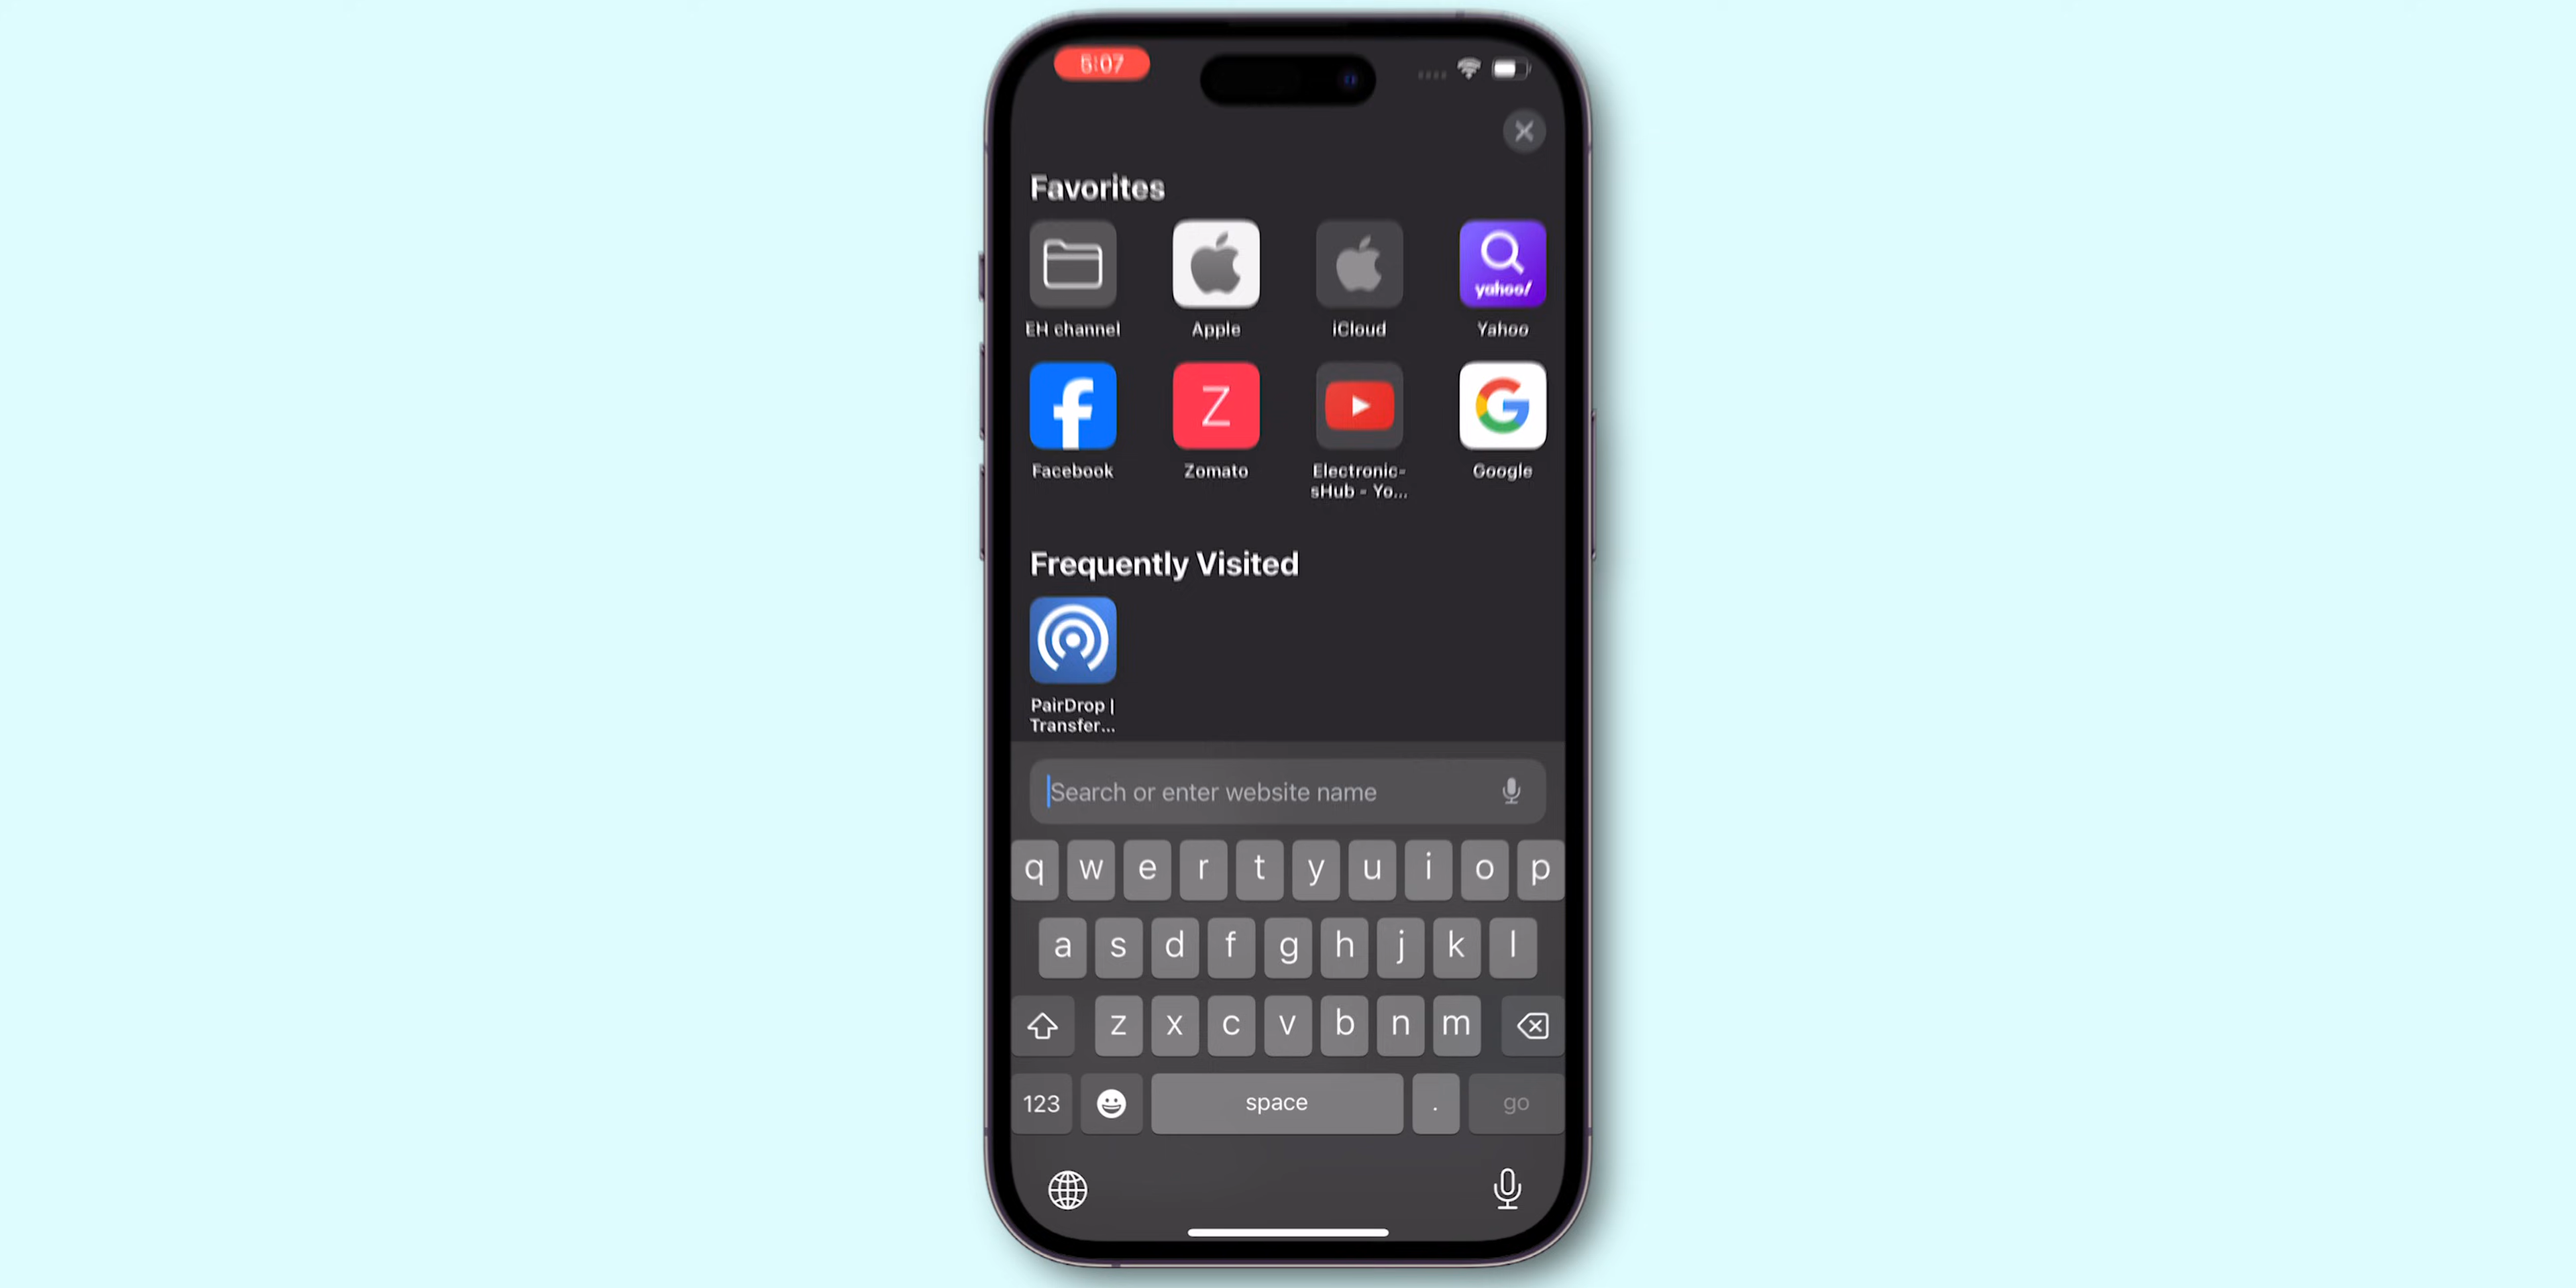 5:07
Favorites
yahoo!
EH channel Apple iCloud Yahoo
Z
Facebook Zomato Electronic- Google
sHub - Yo...
Frequently Visited
PairDrop |
Transfer...
Search or enter website name
q w e r t y u i o p
a s d f g h j k l
z x c v b n m
123 space . go